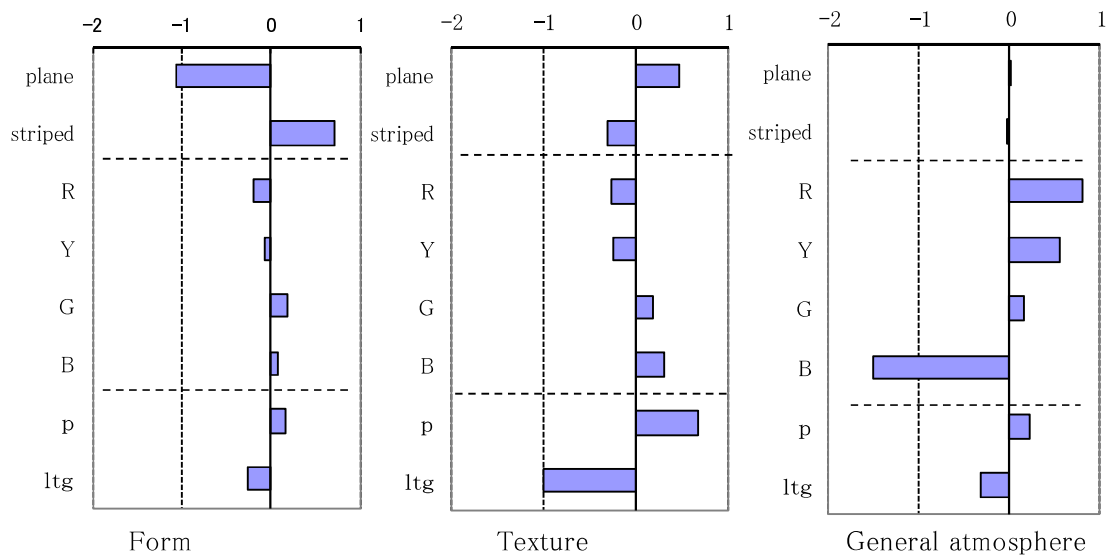 -2 -1 0 1
plane
striped
R
Y
G
B
p
ltg
Form
-2 -1 0 1
plane
striped
R
Y
G
B
p
ltg
Texture
-2 -1 0 1
plane
striped
R
Y
G
B
p
ltg
General atmosphere